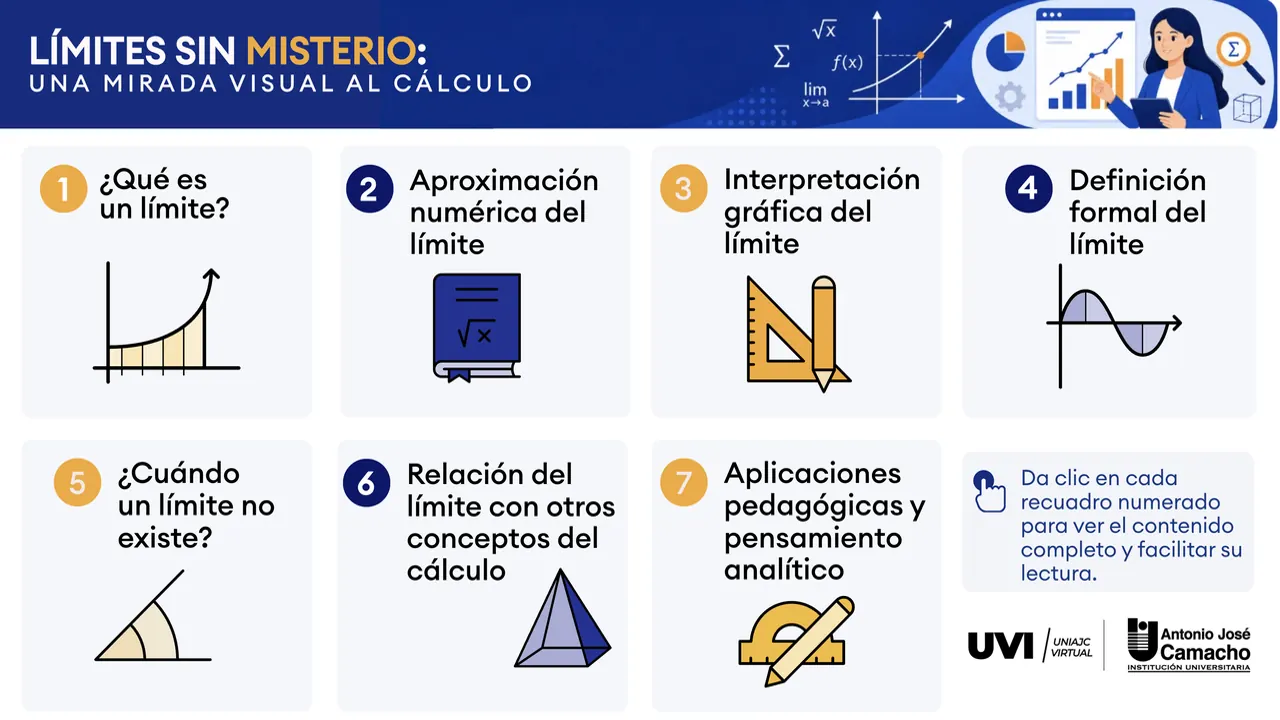 LÍMITES SIN MISTERIO:
UNA MIRADA VISUAL AL CÁLCULO
√x
Σ
f(x)
lim
x→a
Σ
1
¿Qué es
un límite?
2
Aproximación
numérica del
límite
√x
3
Interpretación
gráfica del
límite
4
Definición
formal del
límite
5
¿Cuándo
un límite no
existe?
6
Relación del
límite con otros
conceptos del
cálculo
7
Aplicaciones
pedagógicas y
pensamiento
analítico
Da clic en cada
recuadro numerado
para ver el contenido
completo y facilitar su
lectura.
UVI / UNIAJC
VIRTUAL
Antonio José
Camacho
INSTITUCIÓN UNIVERSITARIA